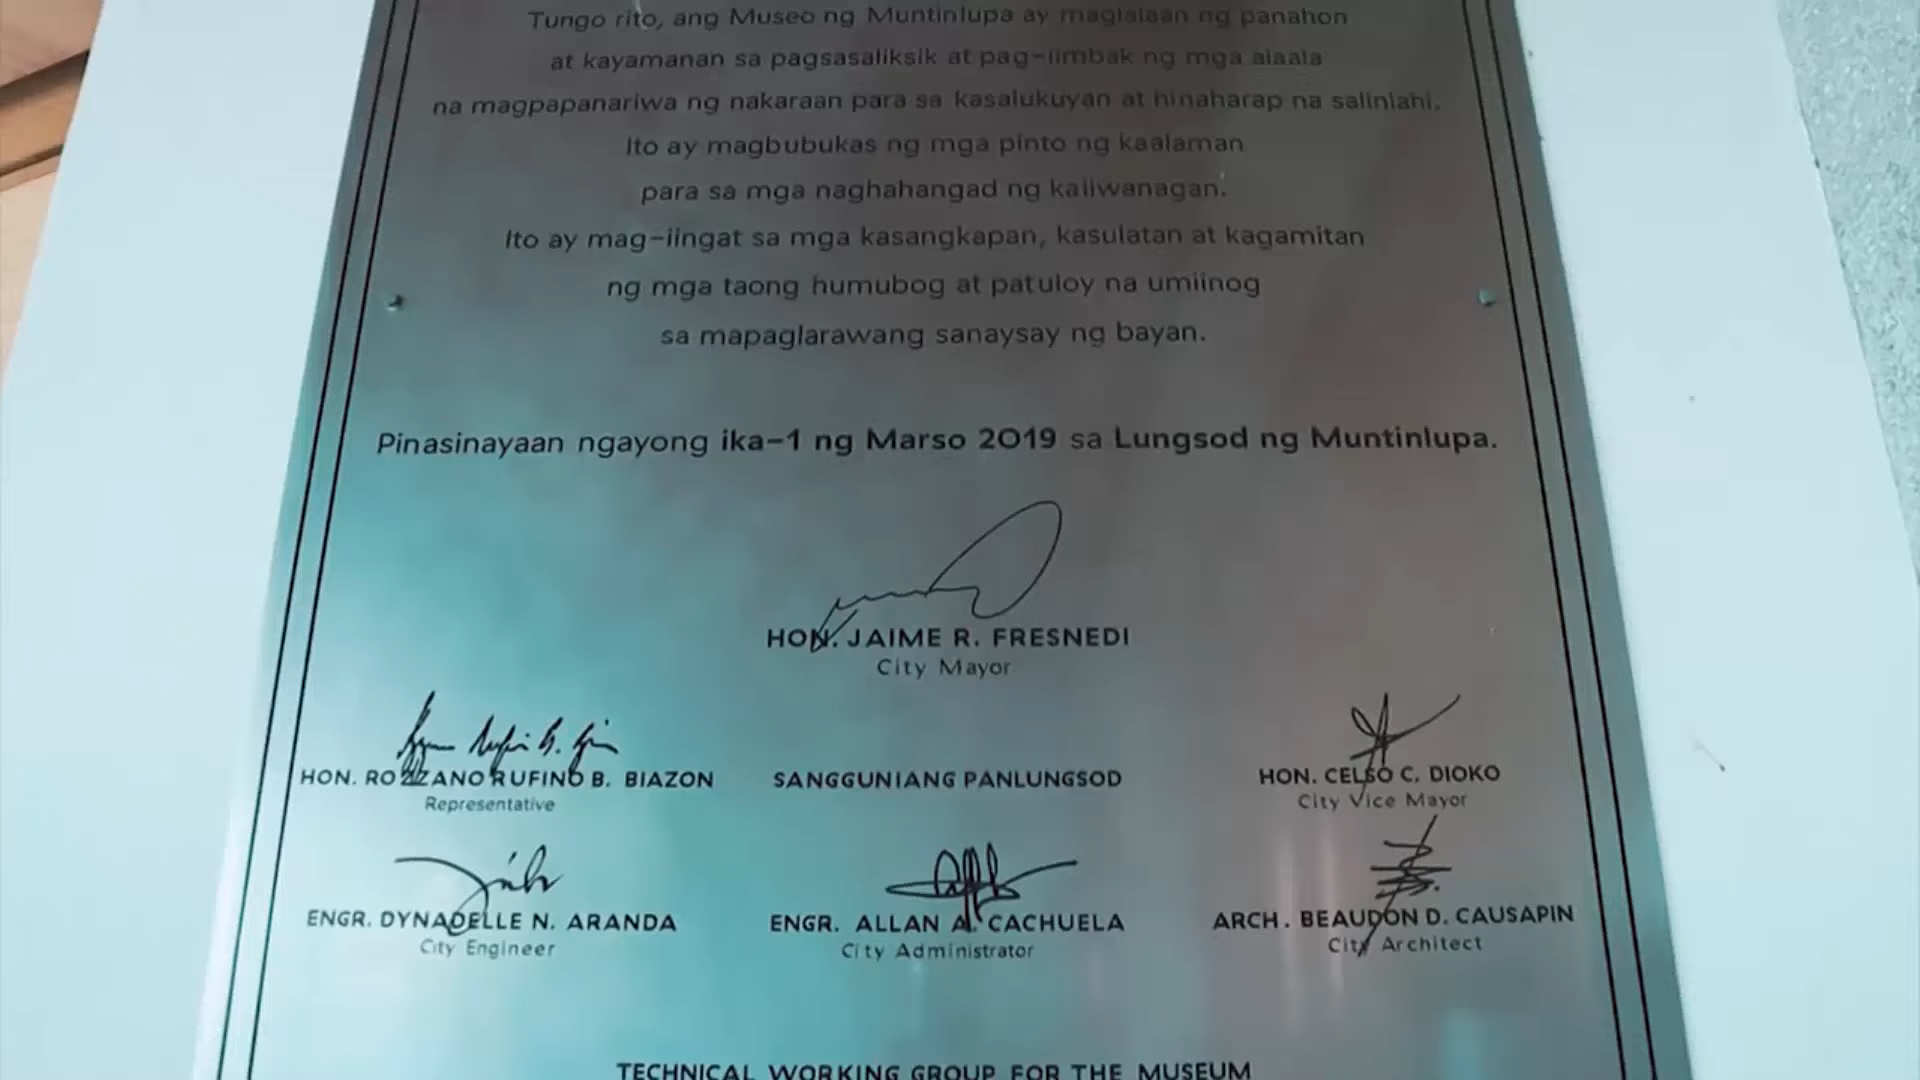 Tungo rito, ang Museo ng Muntinlupa ay maglalaan ng panahon
at kayamanan sa pagsasaliksik at pag-iimbak ng mga alaala
na magpapanariwa ng nakaraan para sa kasalukuyan at hinaharap na salinlahi.
Ito ay magbubukas ng mga pinto ng kaalaman
para sa mga naghahangad ng kaliwanagan.
Ito ay mag-iingat sa mga kasangkapan, kasulatan at kagamitan
ng mga taong humubog at patuloy na umiinog
sa mapaglarawang sanaysay ng bayan.
Pinasinayaan ngayong ika-1 ng Marso 2019 sa Lungsod ng Muntinlupa.
HON. JAIME R. FRESNEDI
City Mayor
HON. ROZZANO RUFINO B. BIAZON
Representative
SANGGUNIANG PANLUNGSOD
HON. CELSO C. DIOKO
City Vice Mayor
ENGR. DYNADELLE N. ARANDA
City Engineer
ENGR. ALLAN A. CACHUELA
City Administrator
ARCH. BEAUDON D. CAUSAPIN
City Architect
TECHNICAL WORKING GROUP FOR THE MUSEUM